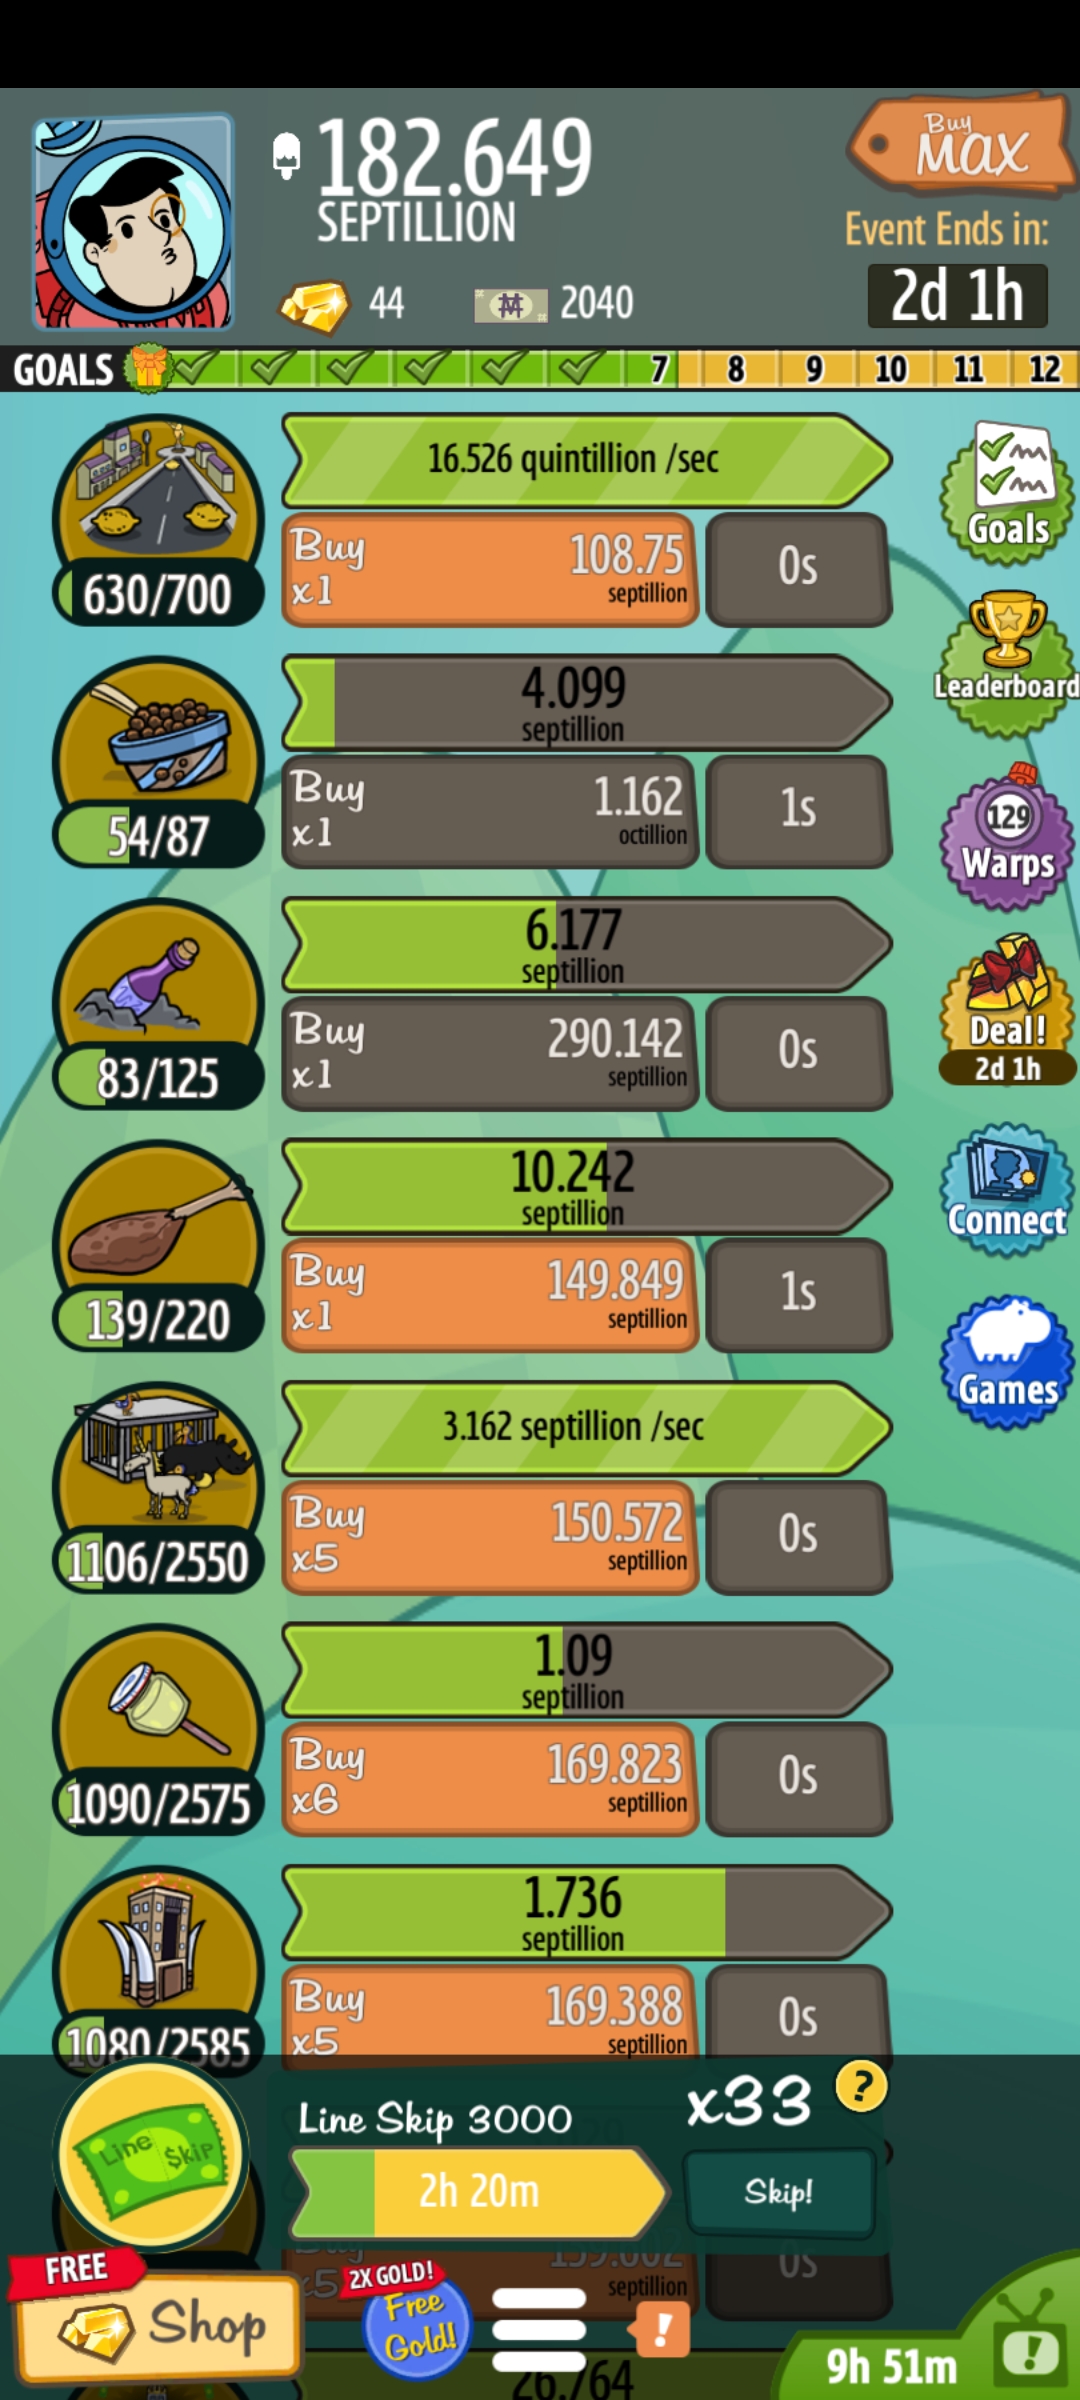 182.649
SEPTILLION
Buy
MAX
Event Ends in:
2d 1h
44
2040
GOALS
7 8 9 10 11 12
16.526 quintillion /sec
Buy
x1
108.75
septillion
0s
630/700
Goals
4.099
septillion
Buy
x1
1.162
octillion
1s
54/87
Leaderboard
6.177
septillion
Buy
x1
290.142
septillion
0s
83/125
129
Warps
10.242
septillion
Buy
x1
149.849
septillion
1s
139/220
Deal!
2d 1h
3.162 septillion /sec
Buy
x5
150.572
septillion
0s
1106/2550
Connect
1.09
septillion
Buy
x6
169.823
septillion
0s
1090/2575
Games
1.736
septillion
Buy
x5
169.388
septillion
0s
1080/2585
Line Skip
Line Skip 3000
x33
?
2h 20m
Skip!
Buy
x5
septillion
0s
FREE
Shop
2X GOLD!
Free
Gold!
!
26.764
9h 51m
!